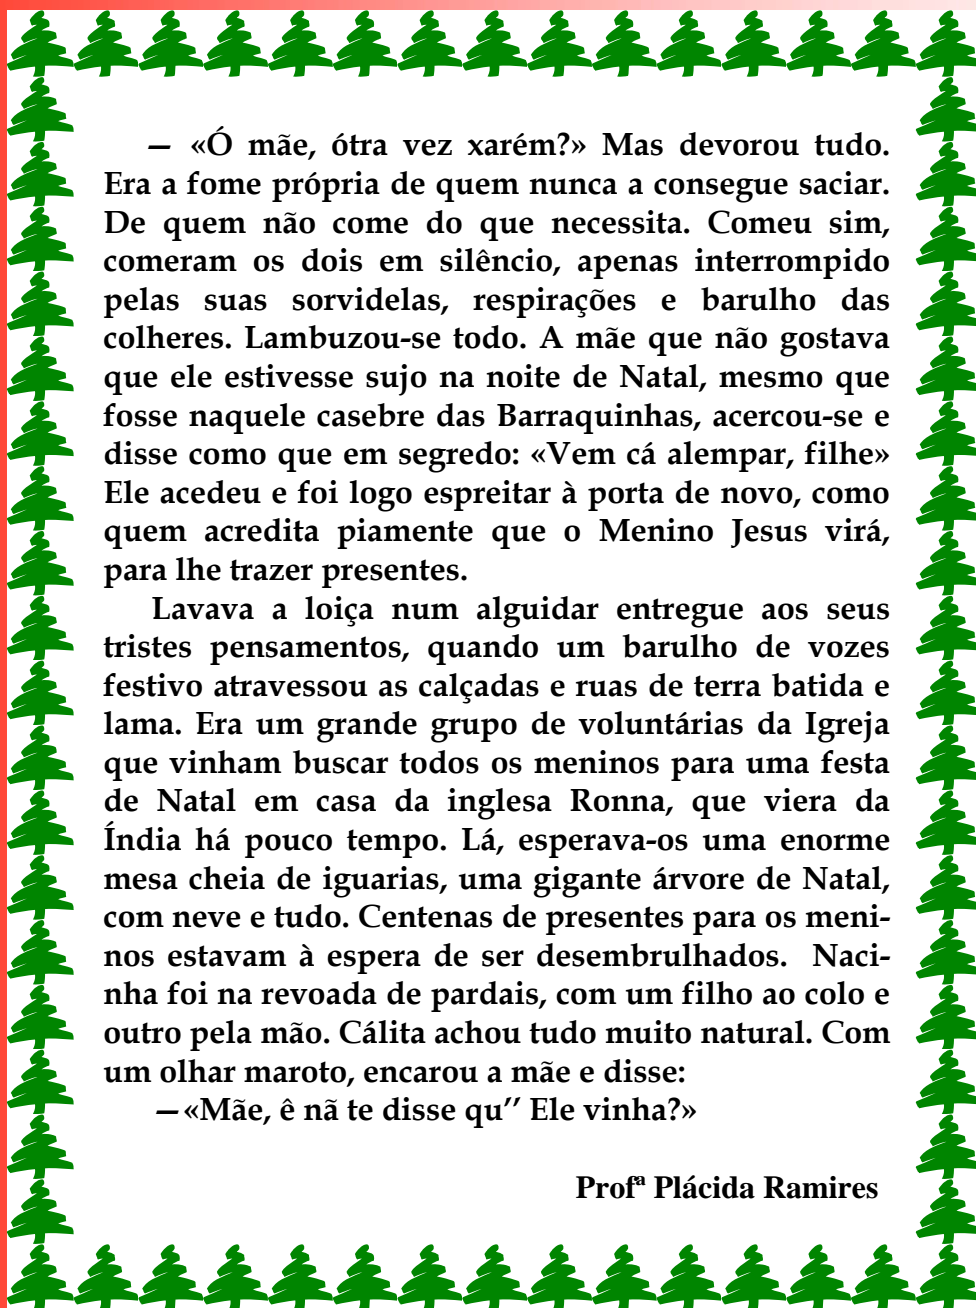 — «Ó mãe, ótra vez xarém?» Mas devorou tudo.
Era a fome própria de quem nunca a consegue saciar.
De quem não come do que necessita. Comeu sim,
comeram os dois em silêncio, apenas interrompido
pelas suas sorvidelas, respirações e barulho das
colheres. Lambuzou-se todo. A mãe que não gostava
que ele estivesse sujo na noite de Natal, mesmo que
fosse naquele casebre das Barraquinhas, acercou-se e
disse como que em segredo: «Vem cá alempar, filhe»
Ele acedeu e foi logo espreitar à porta de novo, como
quem acredita piamente que o Menino Jesus virá,
para lhe trazer presentes.
Lavava a loiça num alguidar entregue aos seus
tristes pensamentos, quando um barulho de vozes
festivo atravessou as calçadas e ruas de terra batida e
lama. Era um grande grupo de voluntárias da Igreja
que vinham buscar todos os meninos para uma festa
de Natal em casa da inglesa Ronna, que viera da
Índia há pouco tempo. Lá, esperava-os uma enorme
mesa cheia de iguarias, uma gigante árvore de Natal,
com neve e tudo. Centenas de presentes para os meni-
nos estavam à espera de ser desembrulhados.  Naci-
nha foi na revoada de pardais, com um filho ao colo e
outro pela mão. Cálita achou tudo muito natural. Com
um olhar maroto, encarou a mãe e disse:
—«Mãe, ê nã te disse qu’’ Ele vinha?»
Profª Plácida Ramires